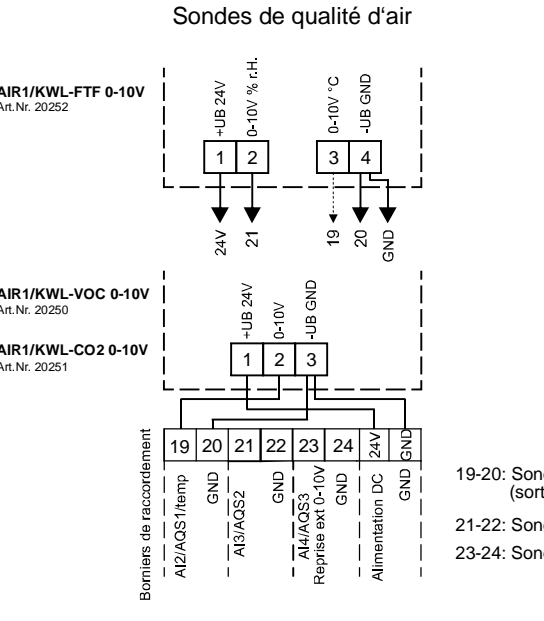 Sondes de qualité d'air
AIR1/KWL-FTF 0-10V
Art.Nr. 20252
+UB 24V
0-10V % r.H.
0-10V °C
-UB GND
1 2 3 4
24V
21
19
20
GND
AIR1/KWL-VOC 0-10V
Art.Nr. 20250
AIR1/KWL-CO2 0-10V
Art.Nr. 20251
+UB 24V
0-10V
-UB GND
1 2 3
19 20 21 22 23 24 24V GND
Borniers de raccordement
AI2/AQS1/temp
GND
AI3/AQS2
GND
AI4/AQS3
Reprise ext 0-10V
GND
Alimentation DC
GND
19-20:
21-22:
23-24: